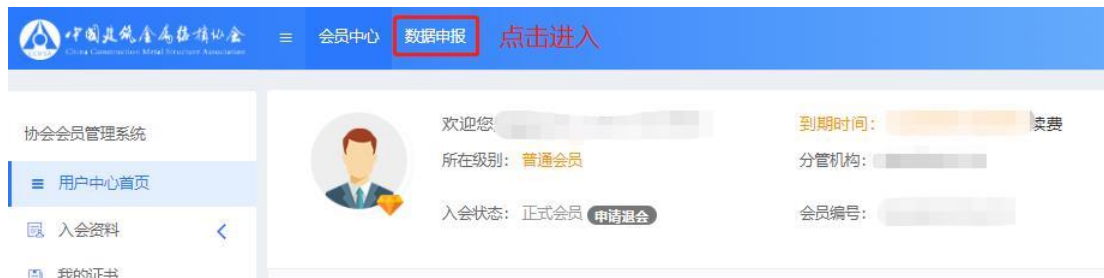 中国建筑金属结构协会
China Construction Metal Structure Association
会员中心
数据申报
点击进入
协会会员管理系统
用户中心首页
入会资料
我的证书
欢迎您
到期时间:
续费
所在级别: 普通会员
分管机构:
入会状态: 正式会员 申请退会
会员编号: